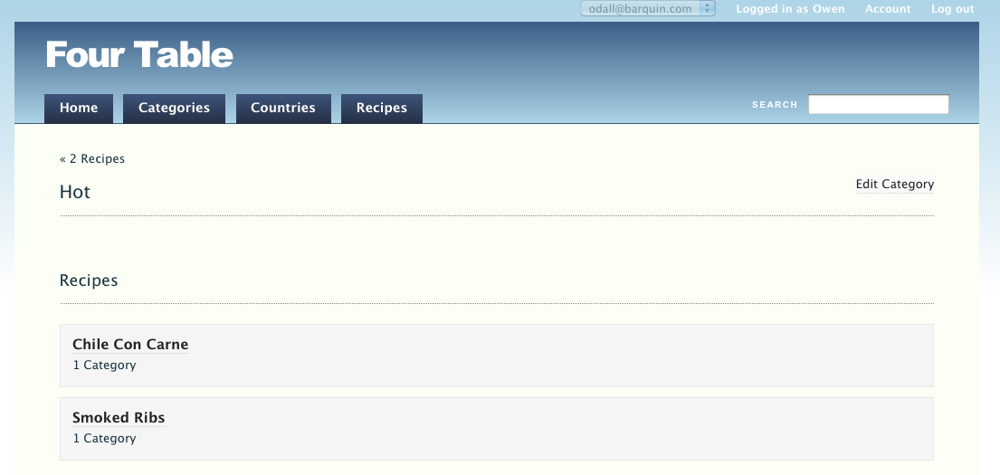 odall@barquin.com Logged in as Owen Account Log out
Four Table
Home Categories Countries Recipes SEARCH
« 2 Recipes
Hot Edit Category
Recipes
Chile Con Carne
1 Category
Smoked Ribs
1 Category